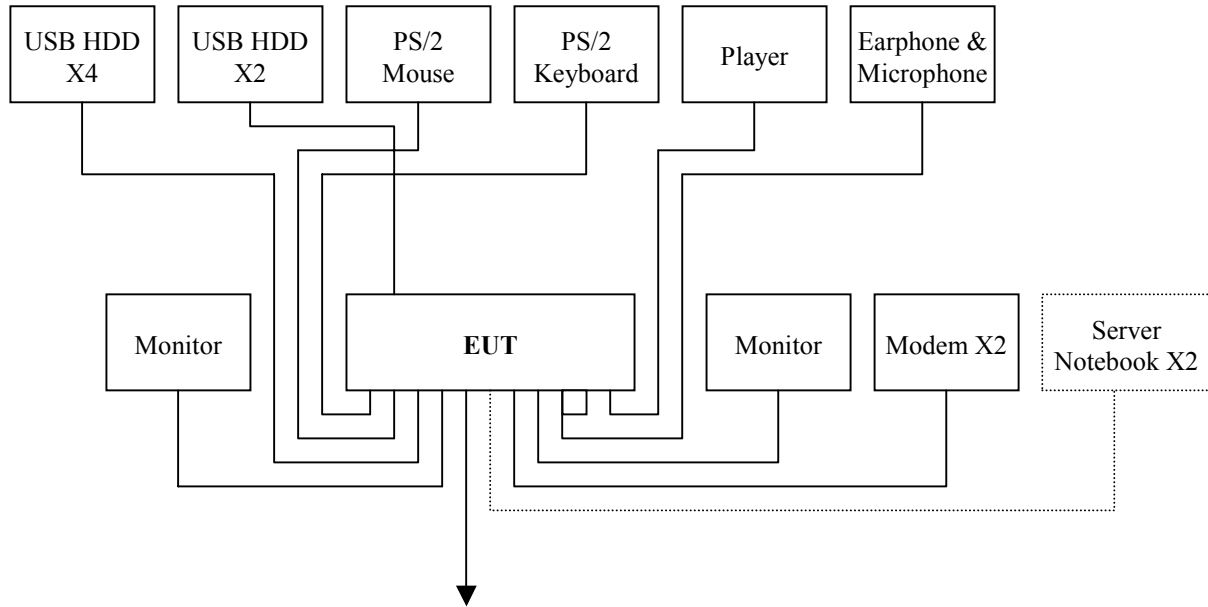 USB HDD
X4
USB HDD
X2
PS/2
Mouse
PS/2
Keyboard
Player
Earphone &
Microphone
Monitor
EUT
Monitor
Modem X2
Server
Notebook X2